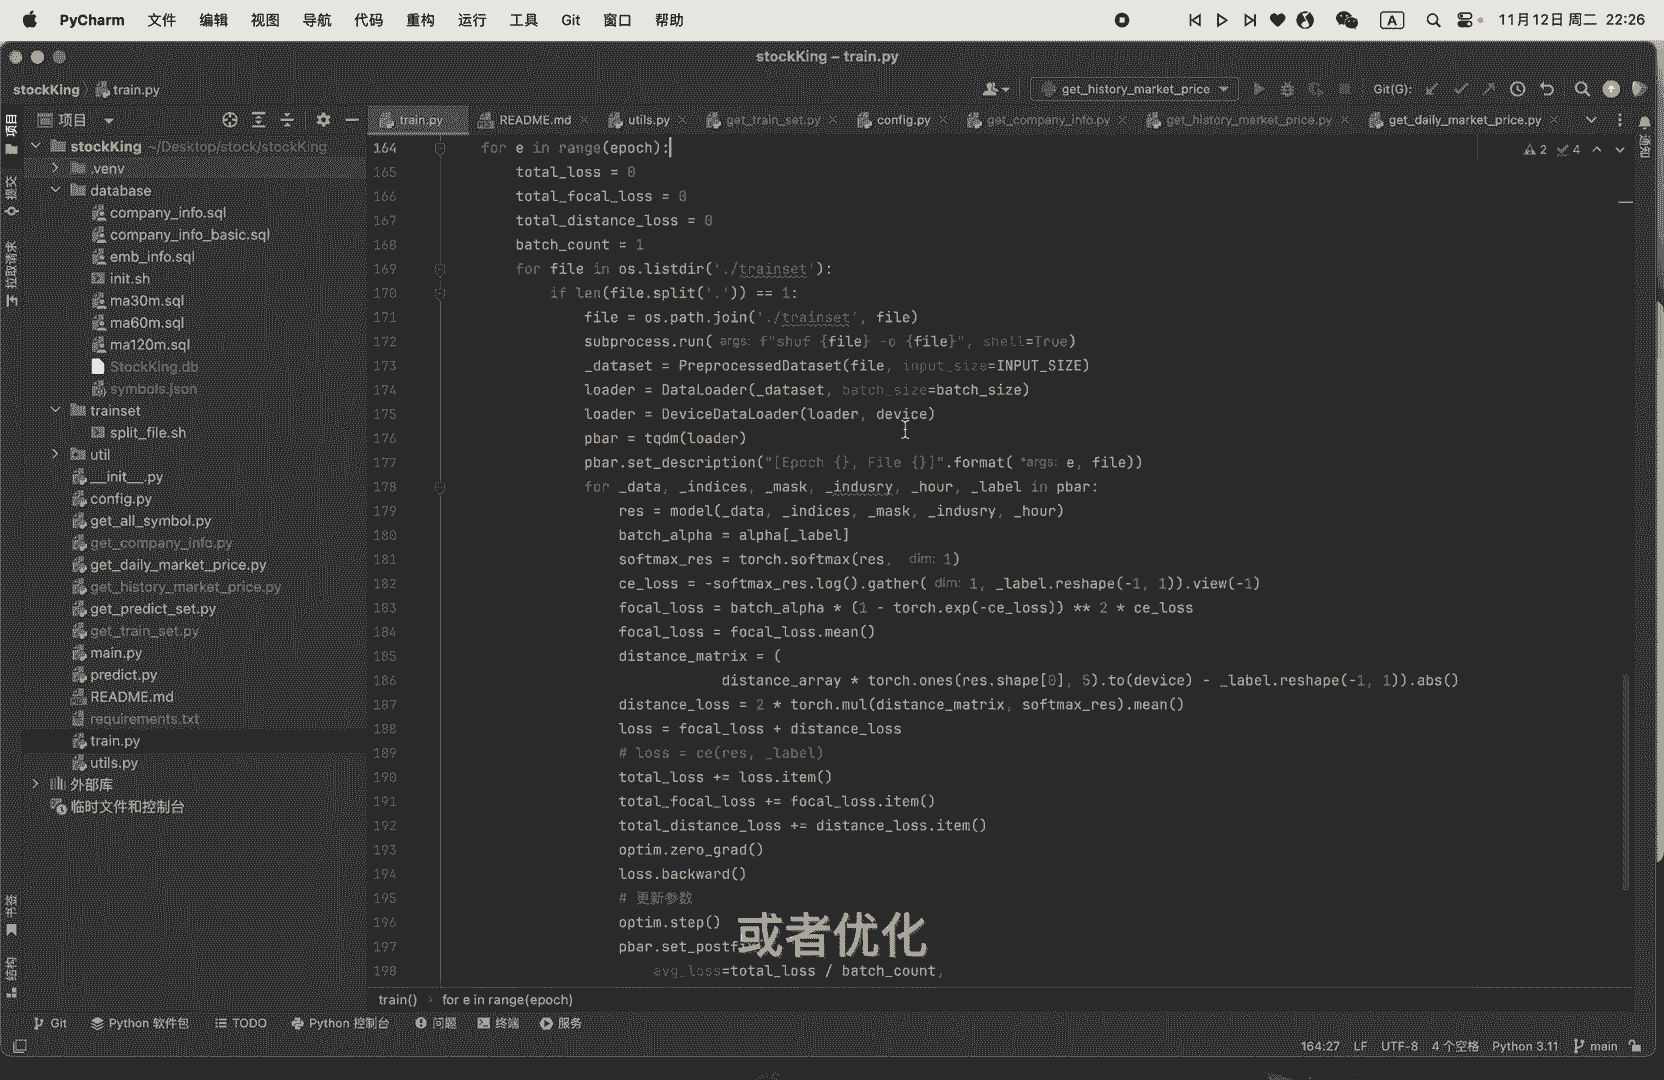 PyCharm 文件 编辑 视图 导航 代码 重构 运行 工具 Git 窗口 帮助 A 11月12日 周二 22:26
stockKing – train.py
stockKing train.py get_history_market_price Git(G):
项目 train.py README.md utils.py get_train_set.py config.py get_company_info.py get_history_market_price.py get_daily_market_price.py
项目
提交
拉取请求
书签
结构
通知
stockKing ~/Desktop/stock/stockKing
.venv
database
company_info.sql
company_info_basic.sql
emb_info.sql
init.sh
ma30m.sql
ma60m.sql
ma120m.sql
StockKing.db
symbols.json
trainset
split_file.sh
util
__init__.py
config.py
get_all_symbol.py
get_company_info.py
get_daily_market_price.py
get_history_market_price.py
get_predict_set.py
get_train_set.py
main.py
predict.py
README.md
requirements.txt
train.py
utils.py
外部库
临时文件和控制台
2 4
164 for e in range(epoch):
165 total_loss = 0
166 total_focal_loss = 0
167 total_distance_loss = 0
168 batch_count = 1
169 for file in os.listdir('./trainset'):
170 if len(file.split('.')) == 1:
171 file = os.path.join('./trainset', file)
172 subprocess.run( args: f"shuf {file} -o {file}", shell=True)
173 _dataset = PreprocessedDataset(file, input_size=INPUT_SIZE)
174 loader = DataLoader(_dataset, batch_size=batch_size)
175 loader = DeviceDataLoader(loader, device)
176 pbar = tqdm(loader)
177 pbar.set_description("[Epoch {}, File {}]".format( *args: e, file))
178 for _data, _indices, _mask, _indusry, _hour, _label in pbar:
179 res = model(_data, _indices, _mask, _indusry, _hour)
180 batch_alpha = alpha[_label]
181 softmax_res = torch.softmax(res, dim: 1)
182 ce_loss = -softmax_res.log().gather( dim: 1, _label.reshape(-1, 1)).view(-1)
183 focal_loss = batch_alpha * (1 - torch.exp(-ce_loss)) ** 2 * ce_loss
184 focal_loss = focal_loss.mean()
185 distance_matrix = (
186 distance_array * torch.ones(res.shape[0], 5).to(device) - _label.reshape(-1, 1)).abs()
187 distance_loss = 2 * torch.mul(distance_matrix, softmax_res).mean()
188 loss = focal_loss + distance_loss
189 # loss = ce(res, _label)
190 total_loss += loss.item()
191 total_focal_loss += focal_loss.item()
192 total_distance_loss += distance_loss.item()
193 optim.zero_grad()
194 loss.backward()
195 # 更新参数
196 optim.step()
197 pbar.set_postf
198 avg_loss=total_loss / batch_count,
或者优化
train() for e in range(epoch)
Git Python 软件包 TODO Python 控制台 问题 终端 服务
164:27 LF UTF-8 4 个空格 Python 3.11 main